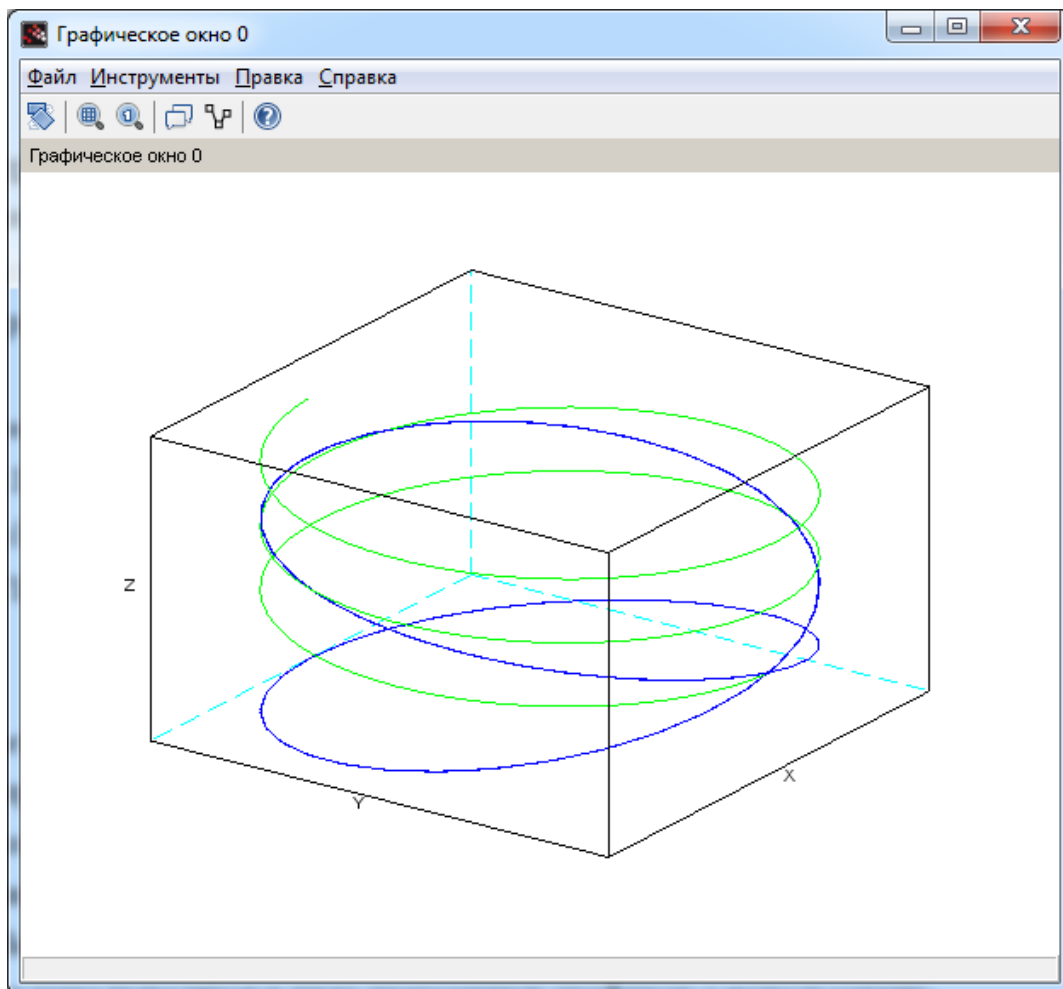 Графическое окно 0
Файл Инструменты Правка Справка
Графическое окно 0
Z
Y
X